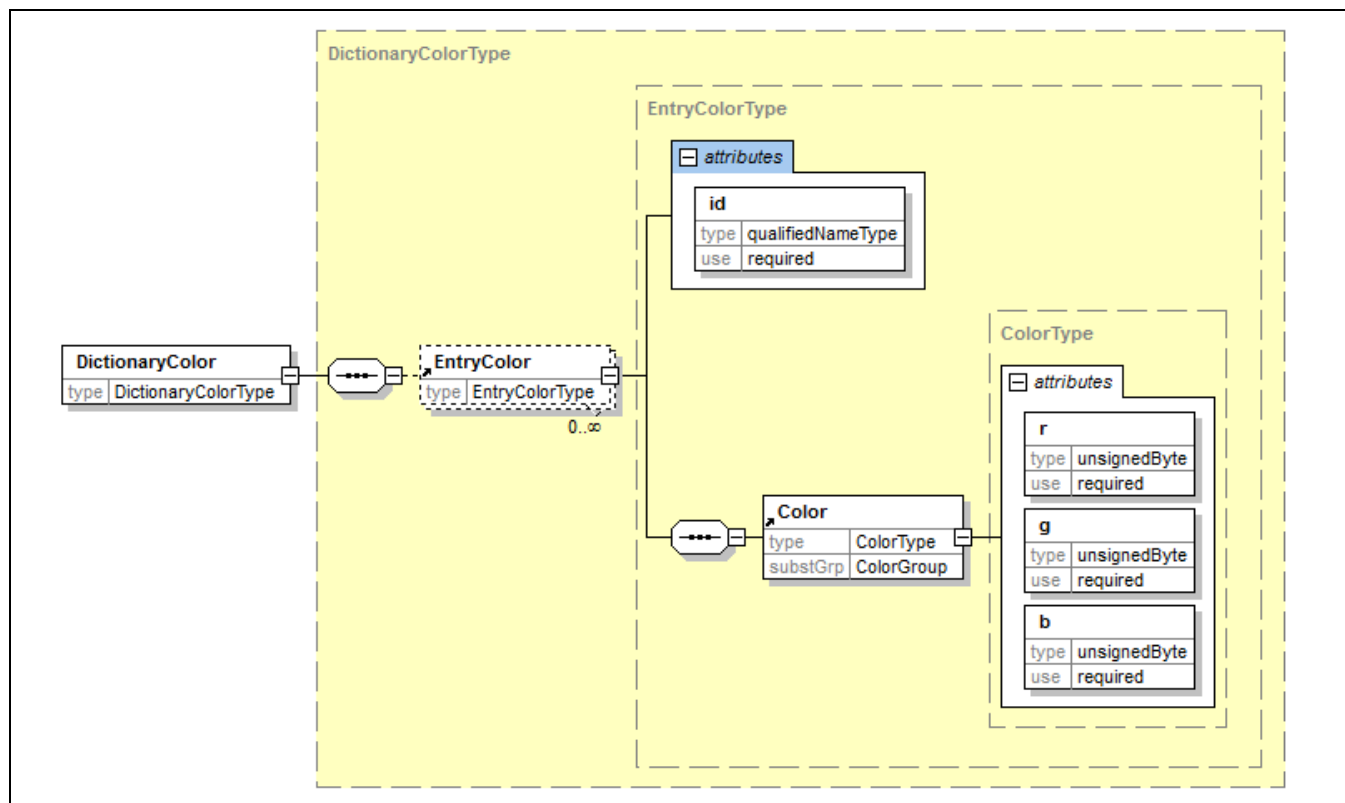 DictionaryColorType
EntryColorType
attributes
id
type qualifiedNameType
use required
DictionaryColor
type DictionaryColorType
EntryColor
type EntryColorType
0..∞
ColorType
attributes
r
type unsignedByte
use required
g
type unsignedByte
use required
b
type unsignedByte
use required
Color
type ColorType
substGrp ColorGroup